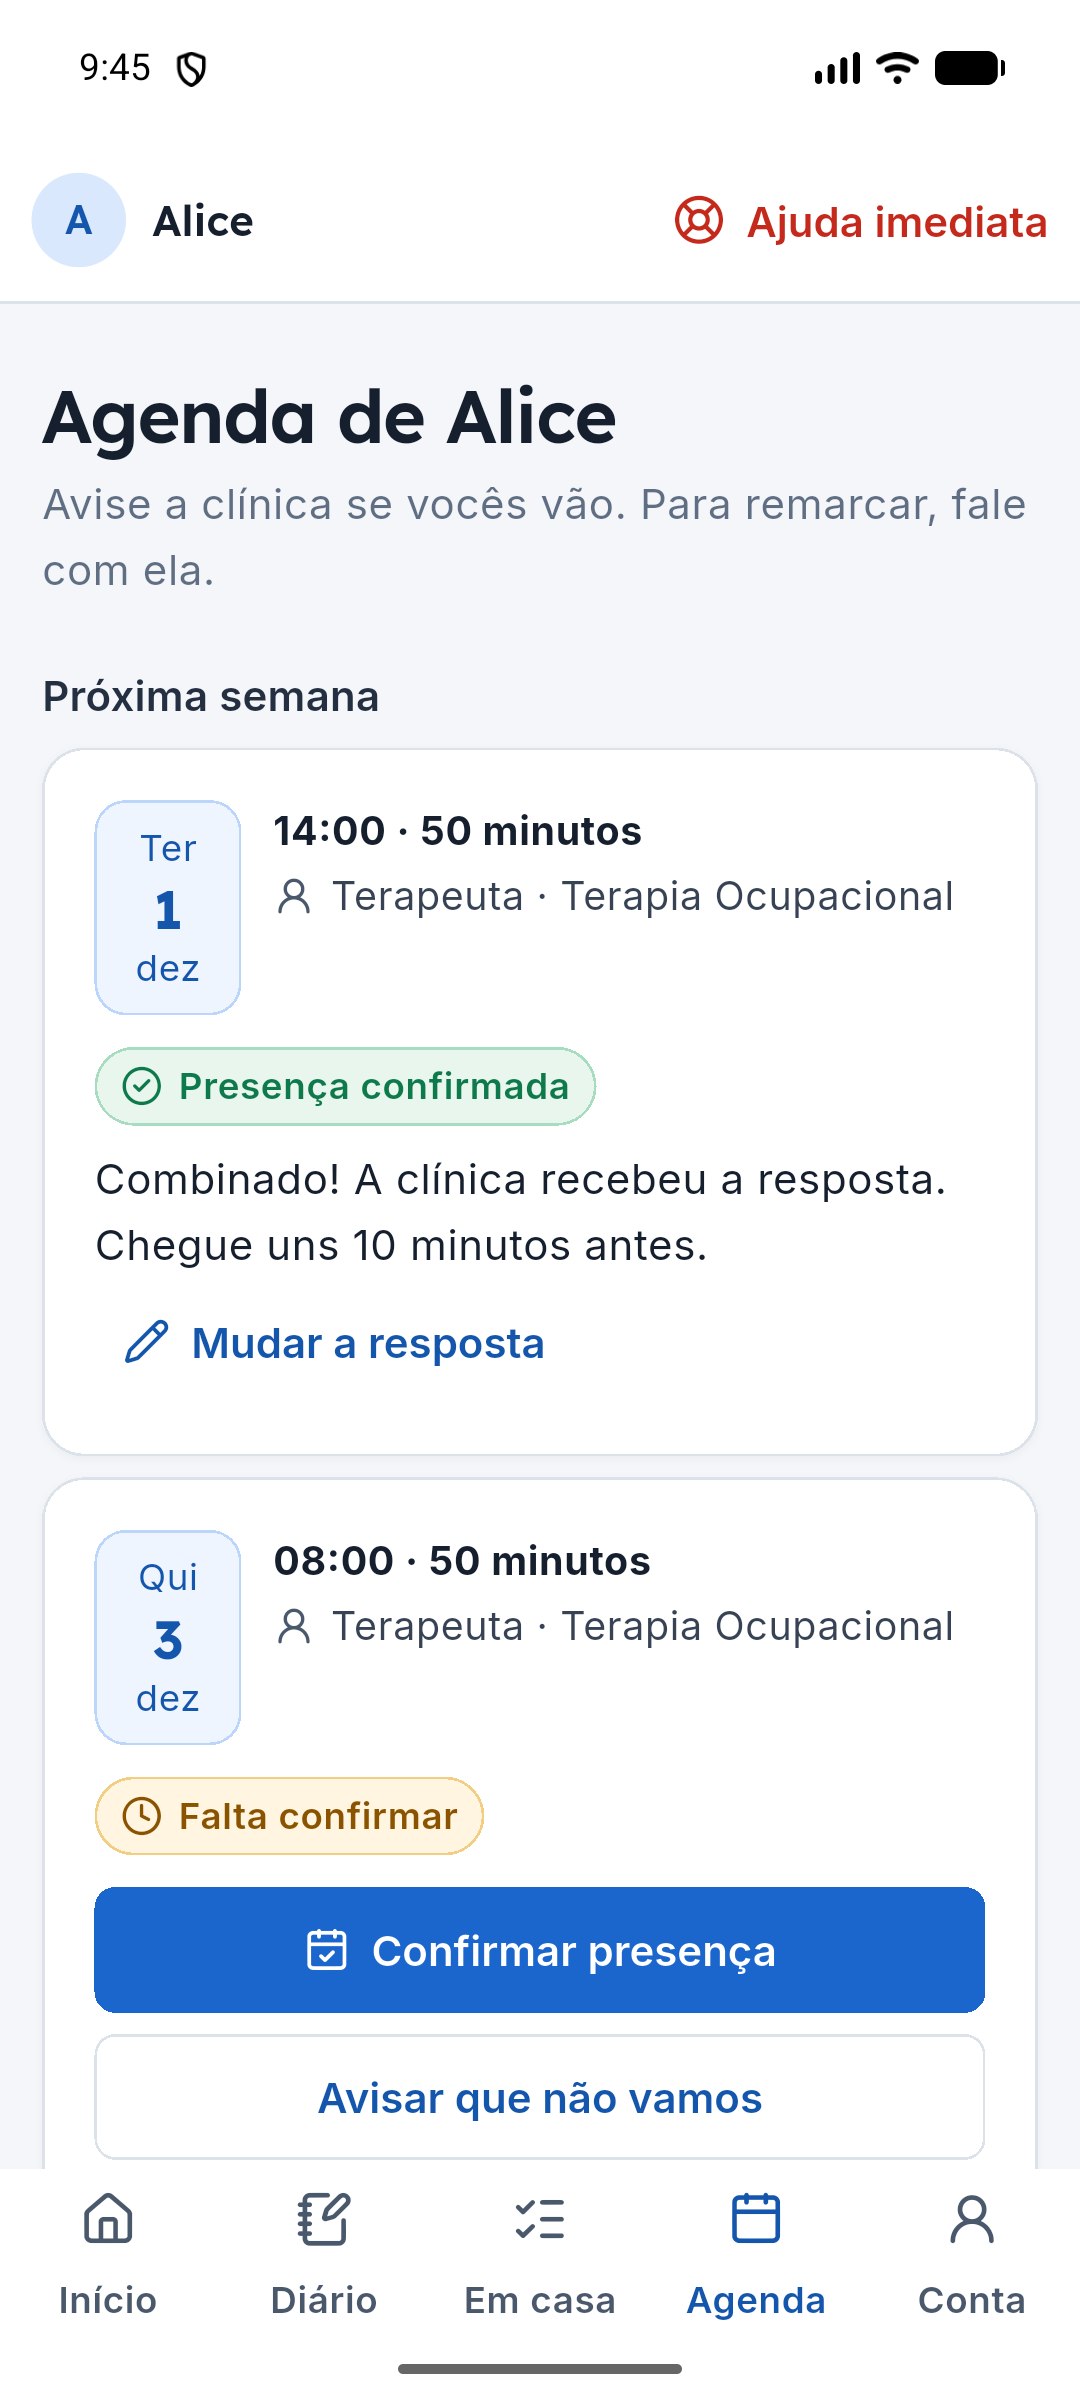 9:45
A
Alice
Ajuda imediata
Agenda de Alice
Avise a clínica se vocês vão. Para remarcar, fale
com ela.
Próxima semana
Ter
1
dez
14:00 · 50 minutos
Terapeuta · Terapia Ocupacional
Presença confirmada
Combinado! A clínica recebeu a resposta.
Chegue uns 10 minutos antes.
Mudar a resposta
Qui
3
dez
08:00 · 50 minutos
Terapeuta · Terapia Ocupacional
Falta confirmar
Confirmar presença
Avisar que não vamos
Início
Diário
Em casa
Agenda
Conta